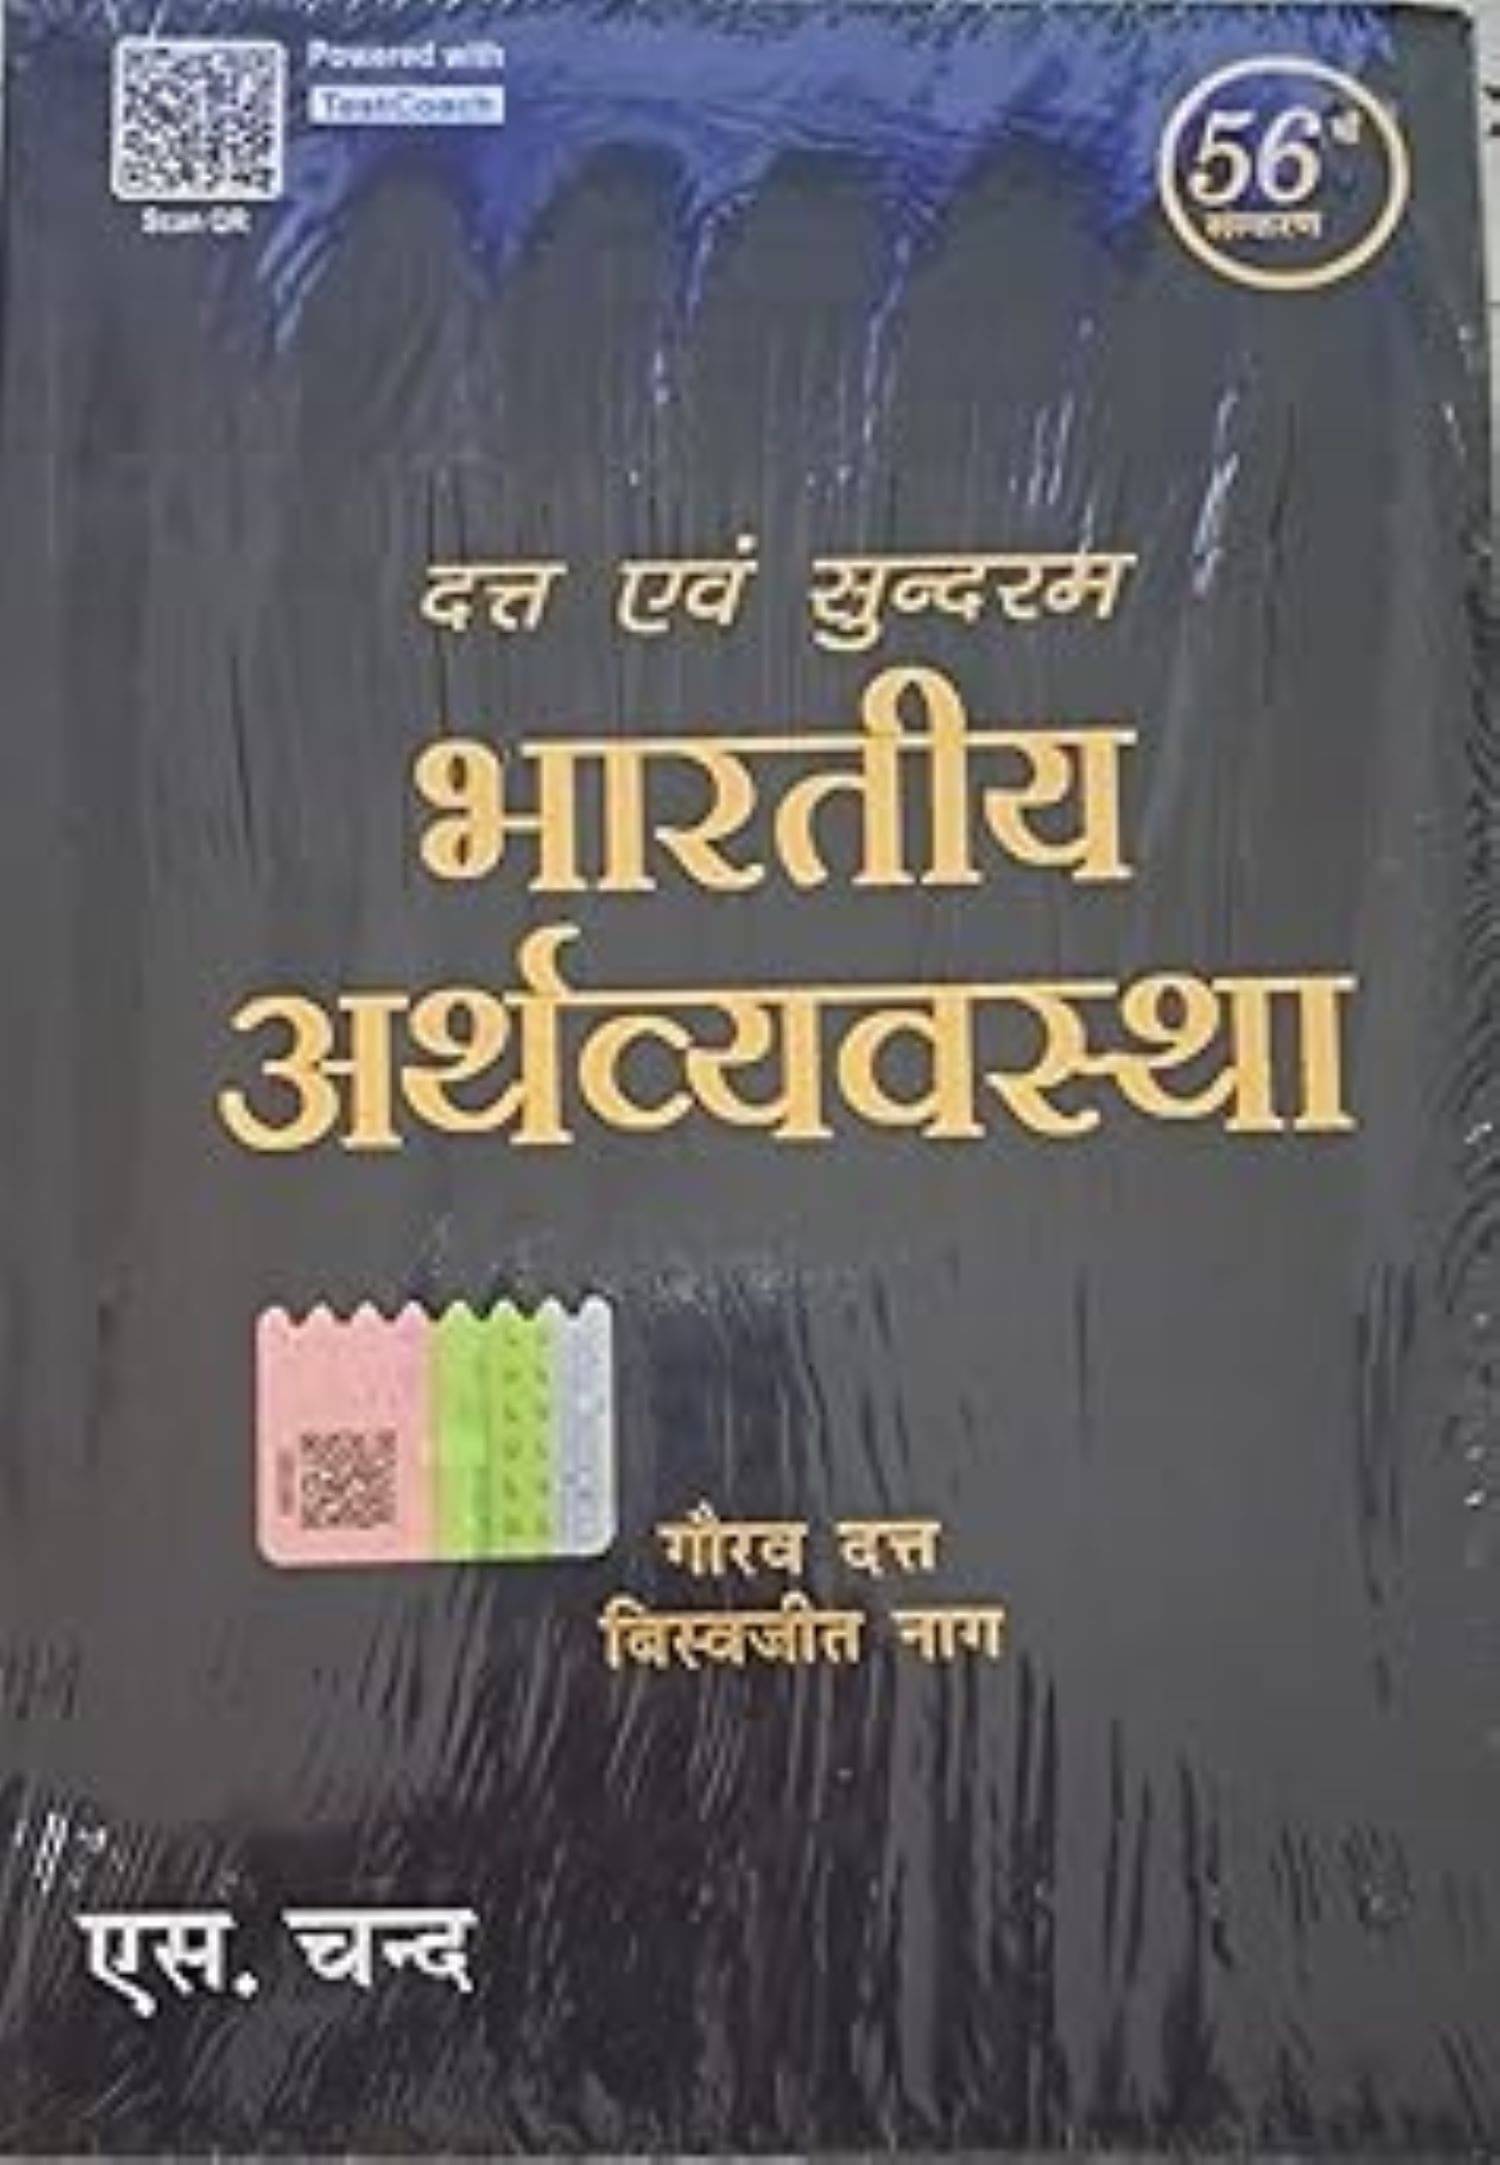 Powered with
TestCoach
Scan QR
56वां
संस्करण
दत्त एवं सुन्दरम
भारतीय
अर्थव्यवस्था
गौरव दत्त
बिस्वजीत नाग
एस. चन्द